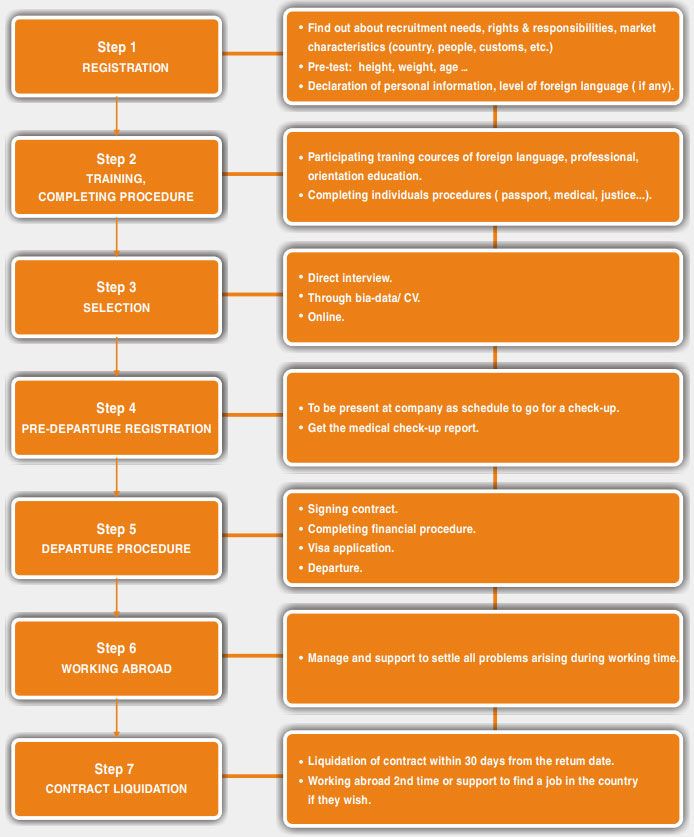 Step 1
REGISTRATION
• Find out about recruitment needs, rights & responsibilities, market
characteristics (country, people, customs, etc.)
• Pre-test: height, weight, age ...
• Declaration of personal information, level of foreign language ( if any).
Step 2
TRAINING,
COMPLETING PROCEDURE
• Participating traning cources of foreign language, professional,
orientation education.
• Completing individuals procedures ( passport, medical, justice...).
Step 3
SELECTION
• Direct interview.
• Through bia-data/ CV.
• Online.
Step 4
PRE-DEPARTURE REGISTRATION
• To be present at company as schedule to go for a check-up.
• Get the medical check-up report.
Step 5
DEPARTURE PROCEDURE
• Signing contract.
• Completing financial procedure.
• Visa application.
• Departure.
Step 6
WORKING ABROAD
• Manage and support to settle all problems arising during working time.
Step 7
CONTRACT LIQUIDATION
• Liquidation of contract within 30 days from the return date.
• Working abroad 2nd time or support to find a job in the country
if they wish.